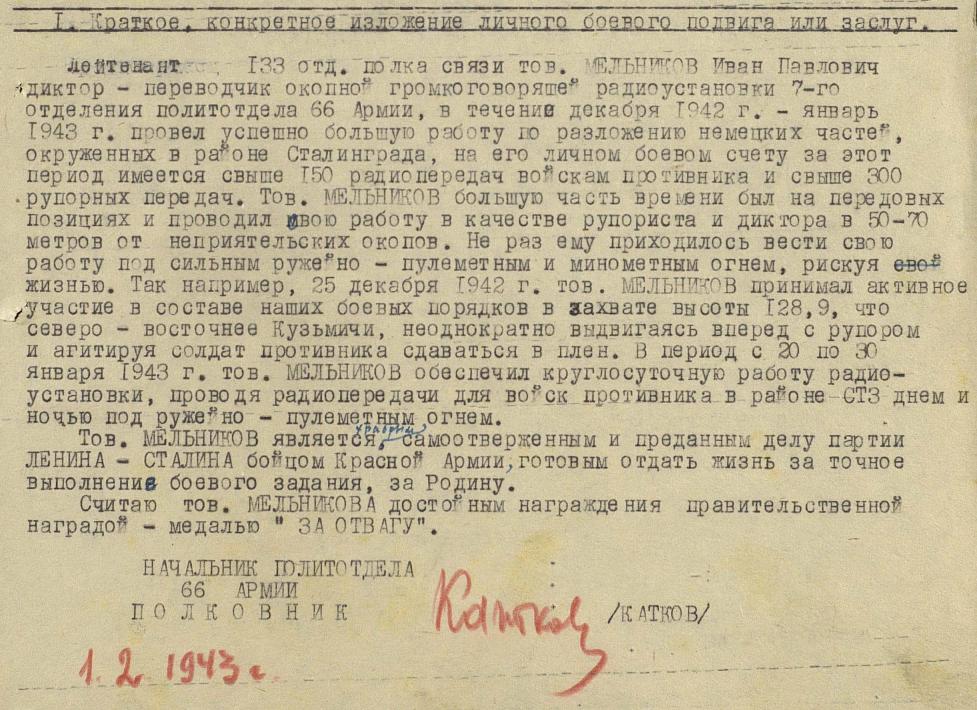 I. Краткое, конкретное изложение личного боевого подвига или заслуг.
лейтенант 133 отд. полка связи тов. МЕЛЬНИКОВ Иван Павлович
диктор - переводчик окопной громкоговоряшей радиоустановки 7-го
отделения политотдела 66 Армии, в течение декабря 1942 г. - январь
1943 г. провел успешно большую работу по разложению немецких частей,
окруженных в районе Сталинграда, на его личном боевом счету за этот
период имеется свыше 150 радиопередач войскам противника и свыше 300
рупорных передач. Тов. МЕЛЬНИКОВ большую часть времени был на передовых
позициях и проводил свою работу в качестве рупориста и диктора в 50-70
метров от неприятельских окопов. Не раз ему приходилось вести свою
работу под сильным ружейно - пулеметным и минометным огнем, рискуя свой
жизнью. Так например, 25 декабря 1942 г. тов. МЕЛЬНИКОВ принимал активное
участие в составе наших боевых порядков в захвате высоты 128,9, что
северо - восточнее Кузьмичи, неоднократно выдвигаясь вперед с рупором
и агитируя солдат противника сдаваться в плен. В период с 20 по 30
января 1943 г. тов. МЕЛЬНИКОВ обеспечил круглосуточную работу радио-
установки, проводя радиопередачи для войск противника в районе СТЗ днем и
ночью под ружейно - пулеметным огнем.
Тов. МЕЛЬНИКОВ является храбрым, самоотверженным и преданным делу партии
ЛЕНИНА - СТАЛИНА бойцом Красной Армии, готовым отдать жизнь за точное
выполнение боевого задания, за Родину.
Считаю тов. МЕЛЬНИКОВА достойным награждения правительственной
наградой - медалью " ЗА ОТВАГУ".
НАЧАЛЬНИК ПОЛИТОТДЕЛА
66 АРМИИ
ПОЛКОВНИК Катков /КАТКОВ/
1.2.1943 г.